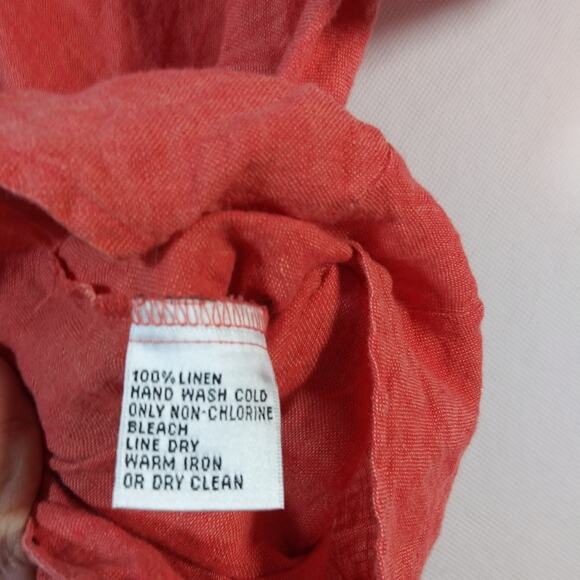 100% LINEN
HAND WASH COLD
ONLY NON-CHLORINE
BLEACH
LINE DRY
WARM IRON
OR DRY CLEAN